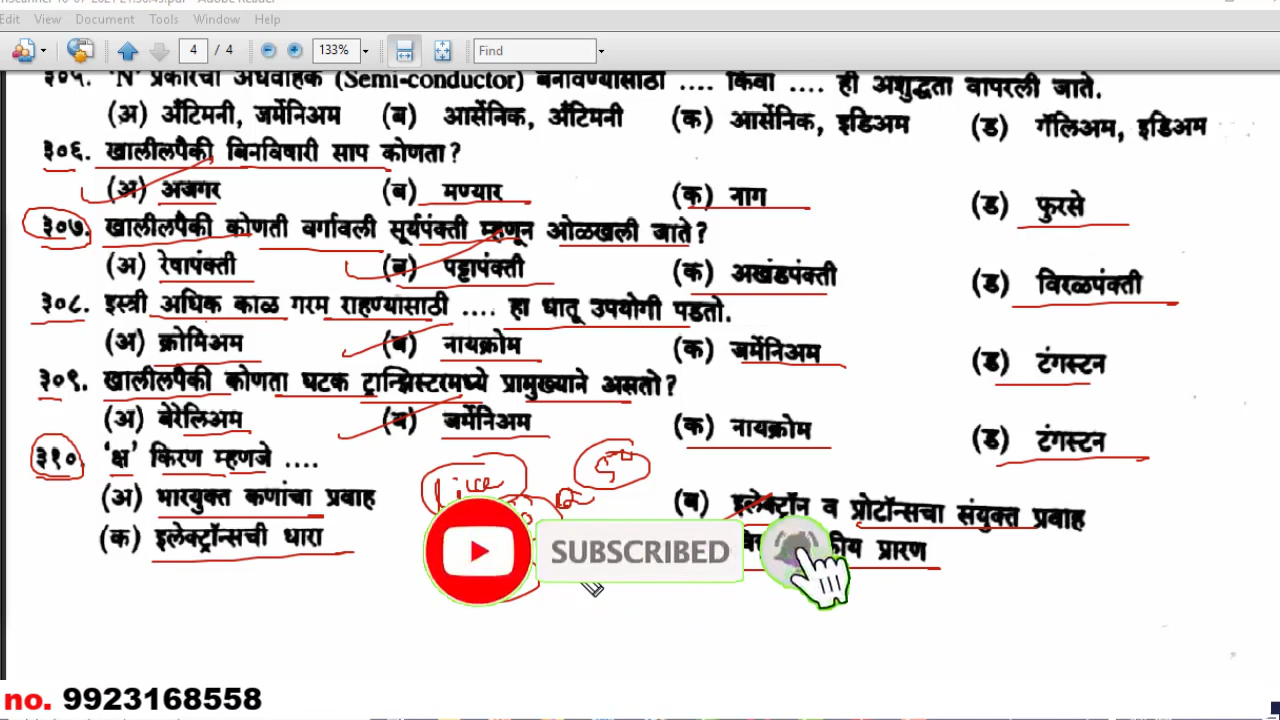 Edit View Document Tools Window Help
4 / 4 133% Find
३०५. 'N' प्रकारचा अर्धवाहक (Semi-conductor) बनावण्यासाठी .... किंवा .... ही अशुद्धता वापरली जाते.
(अ) अँटिमनी, जर्मेनिअम (ब) आर्सेनिक, अँटिमनी (क) आर्सेनिक, इंडिअम (ड) गॅलिअम, इंडिअम
३०६. खालीलपैकी बिनविषारी साप कोणता?
(अ) अजगर (ब) मण्यार (क) नाग (ड) फुरसे
३०७. खालीलपैकी कोणती वर्गावली सूर्यपंक्ती म्हणून ओळखली जाते?
(अ) रेषापंक्ती (ब) पट्टापंक्ती (क) अखंडपंक्ती (ड) विरळपंक्ती
३०८. इस्त्री अधिक काळ गरम राहण्यासाठी .... हा धातू उपयोगी पडतो.
(अ) क्रोमिअम (ब) नायक्रोम (क) जर्मेनिअम (ड) टंगस्टन
३०९. खालीलपैकी कोणता घटक ट्रान्झिस्टरमध्ये प्रामुख्याने असतो?
(अ) बेरेलिअम (ब) जर्मेनिअम (क) नायक्रोम (ड) टंगस्टन
३१० 'क्ष' किरण म्हणजे ....
(अ) भारयुक्त कणांचा प्रवाह (ब) इलेक्ट्रॉन व प्रोटॉन्सचा संयुक्त प्रवाह
(क) इलेक्ट्रॉन्सची धारा प्रारण
SUBSCRIBED
no. 9923168558